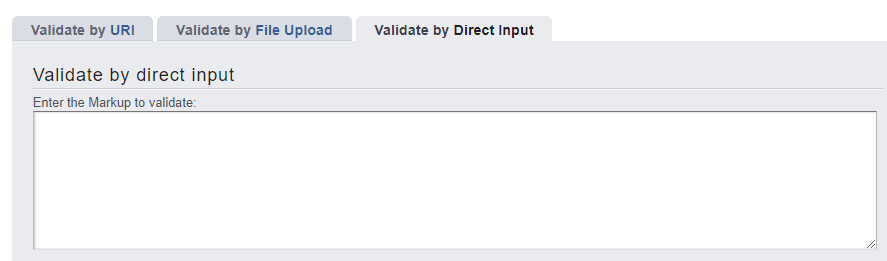 Validate by URI Validate by File Upload Validate by Direct Input
Validate by direct input
Enter the Markup to validate: